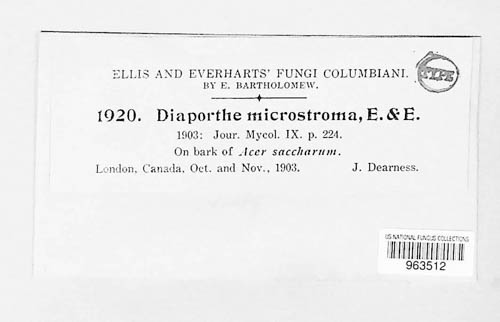 ELLIS AND EVERHARTS' FUNGI COLUMBIANI.
BY E. BARTHOLOMEW.
TYPE
1920. Diaporthe microstroma, E. & E.
1903: Jour. Mycol. IX. p. 224.
On bark of Acer saccharum.
London, Canada, Oct. and Nov., 1903. J. Dearness.
US NATIONAL FUNGUS COLLECTIONS
963512